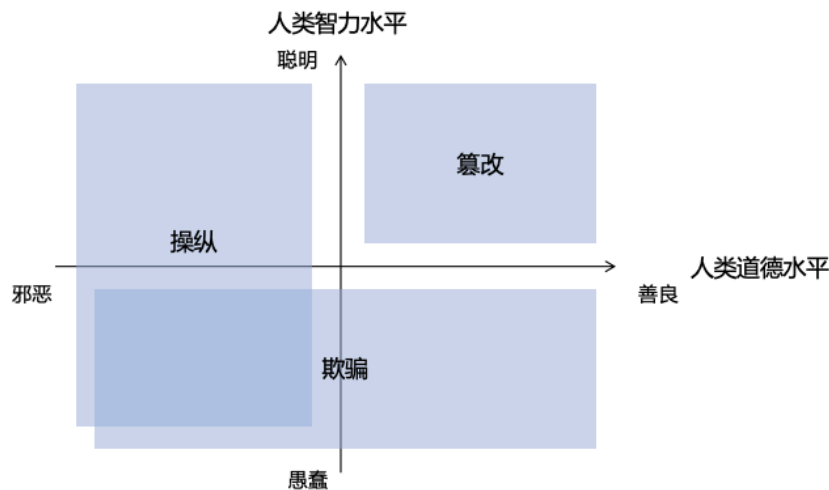 人类智力水平
聪明
篡改
操纵
人类道德水平
邪恶
善良
欺骗
愚蠢